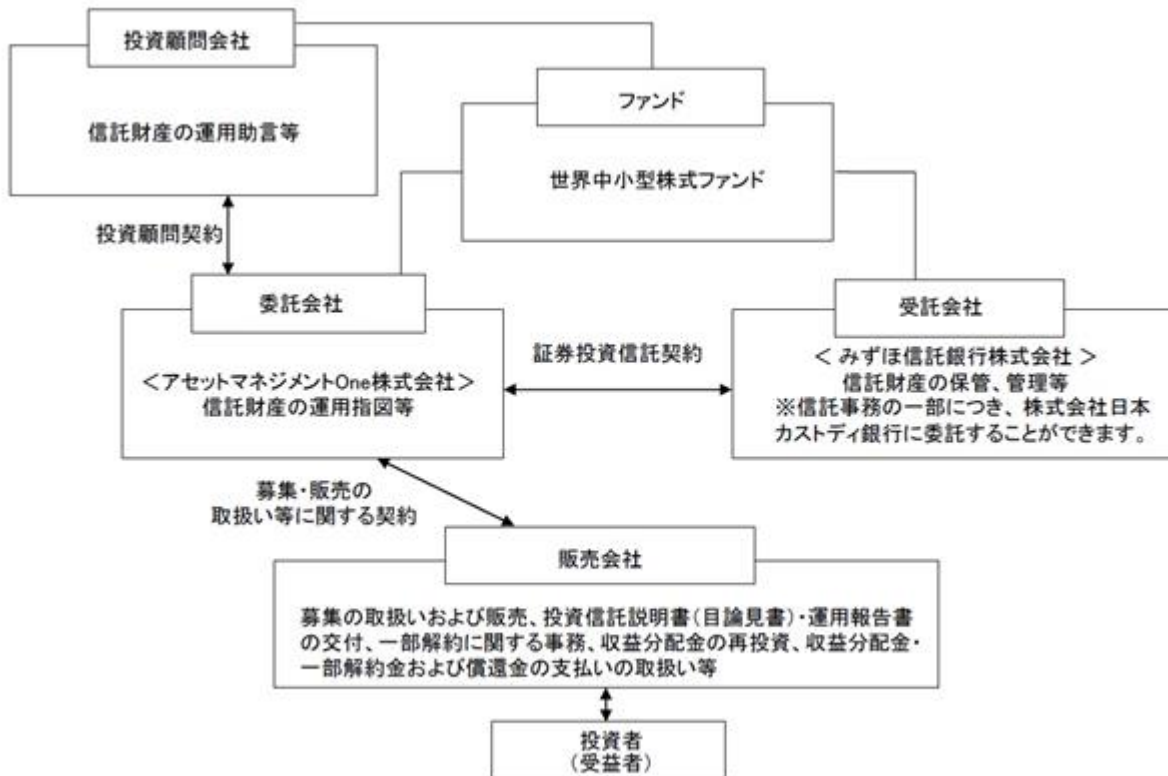 投資顧問会社
信託財産の運用助言等
ファンド
世界中小型株式ファンド
投資顧問契約
委託会社
＜アセットマネジメントOne株式会社＞
信託財産の運用指図等
証券投資信託契約
受託会社
＜ みずほ信託銀行株式会社 ＞
信託財産の保管、管理等
※信託事務の一部につき、株式会社日本
カストディ銀行に委託することができます。
募集・販売の
取扱い等に関する契約
販売会社
募集の取扱いおよび販売、投資信託説明書(目論見書)・運用報告書
の交付、一部解約に関する事務、収益分配金の再投資、収益分配金・
一部解約金および償還金の支払いの取扱い等
投資者
(受益者)